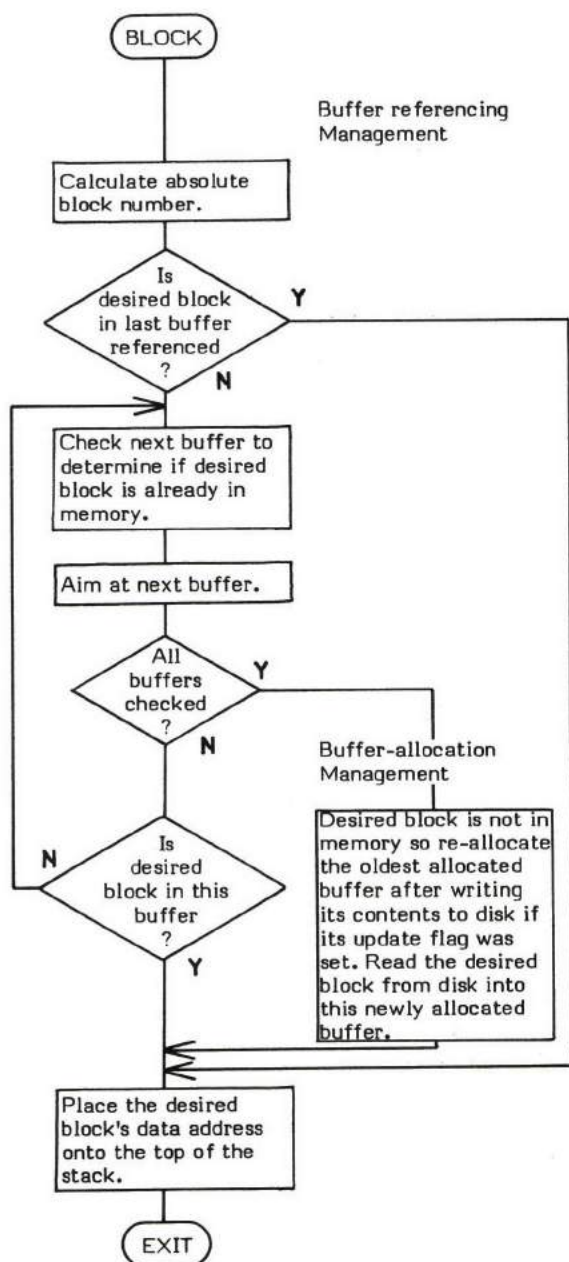 BLOCK
Buffer referencing
Management
Calculate absolute
block number.
Is
desired block
in last buffer
referenced
?
Y
N
Check next buffer to
determine if desired
block is already in
memory.
Aim at next buffer.
All
buffers
checked
?
Y
N
Buffer-allocation
Management
Desired block is not in
memory so re-allocate
the oldest allocated
buffer after writing
its contents to disk if
its update flag was
set. Read the desired
block from disk into
this newly allocated
buffer.
Is
desired
block in this
buffer
?
N
Y
Place the desired
block's data address
onto the top of the
stack.
EXIT